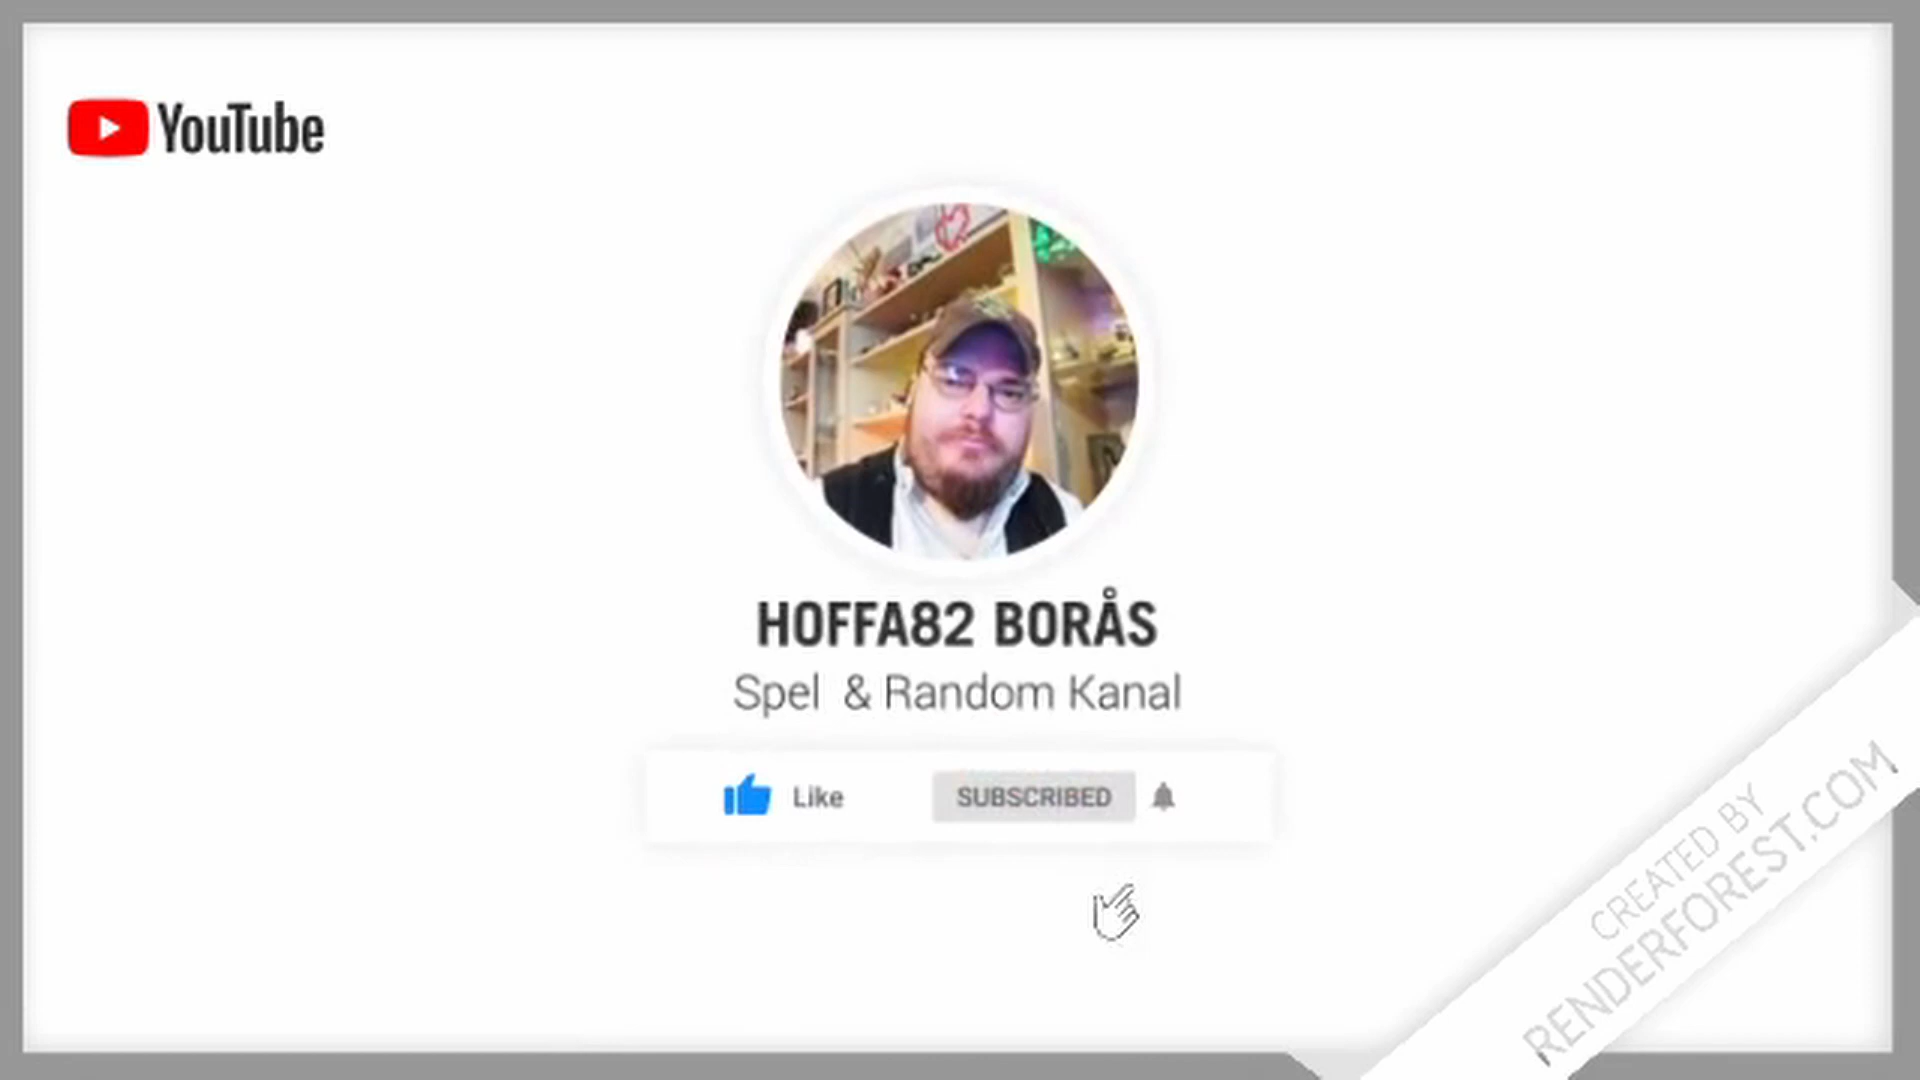 YouTube
HOFFA82 BORÅS
Spel & Random Kanal
Like
SUBSCRIBED
CREATED BY
RENDERFOREST.COM